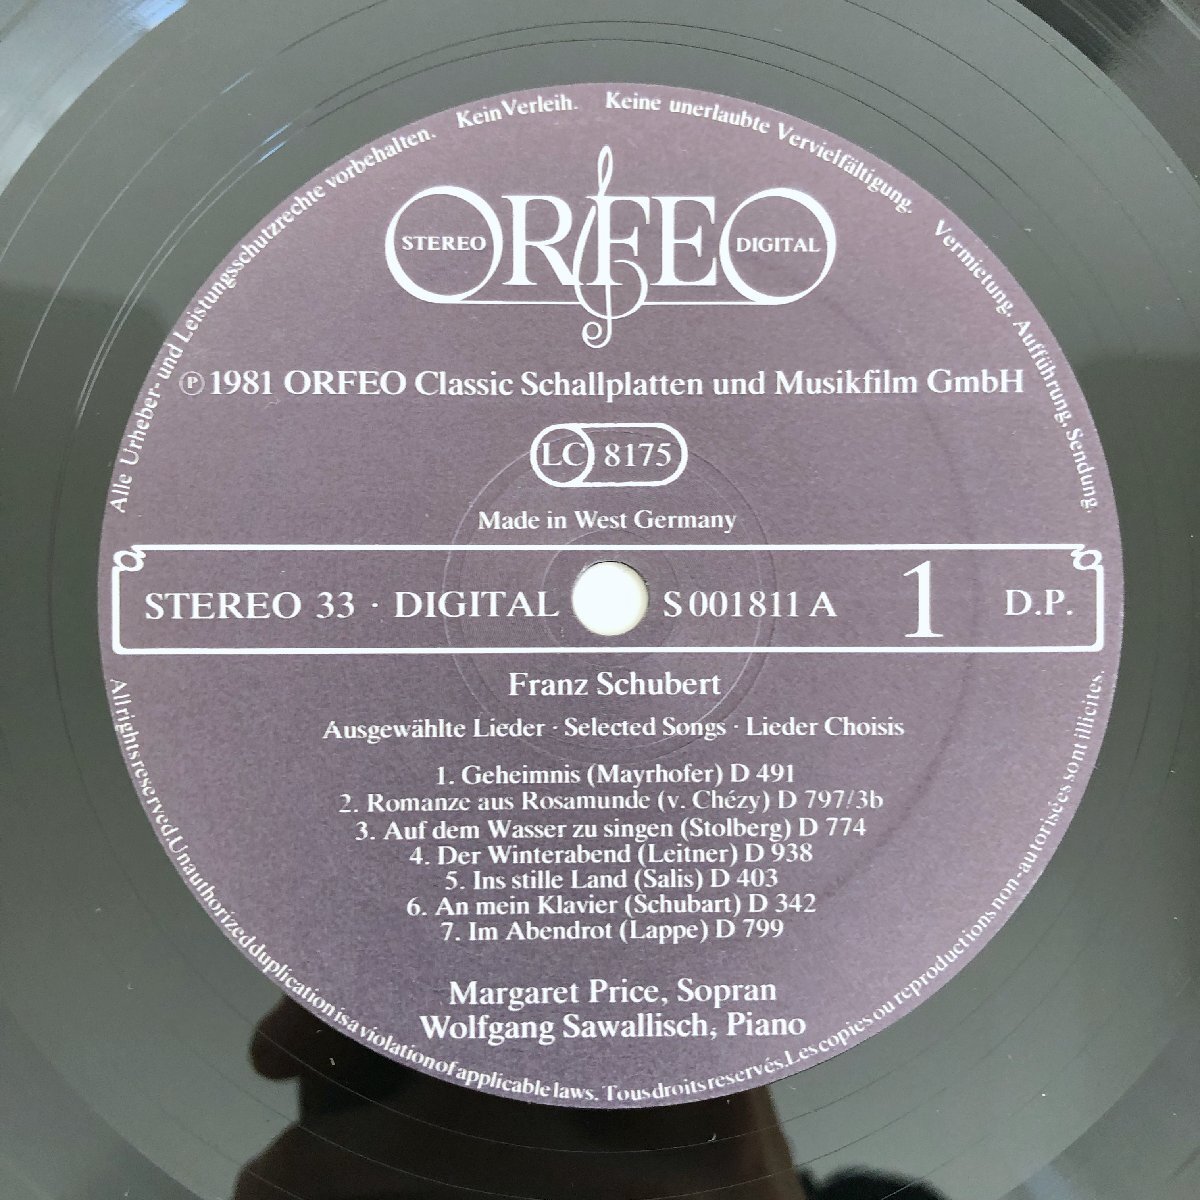 Alle Urheber- und Leistungsschutzrechte vorbehalten. Kein Verleih. Keine unerlaubte Vervielfältigung. Vermietung, Aufführung, Sendung.
ORFEO
STEREO DIGITAL
Ⓟ 1981 ORFEO Classic Schallplatten und Musikfilm GmbH
LC 8175
Made in West Germany
STEREO 33 · DIGITAL S 001811 A 1 D.P.
Franz Schubert
Ausgewählte Lieder · Selected Songs · Lieder Choisis
1. Geheimnis (Mayrhofer) D 491
2. Romanze aus Rosamunde (v. Chézy) D 797/3b
3. Auf dem Wasser zu singen (Stolberg) D 774
4. Der Winterabend (Leitner) D 938
5. Ins stille Land (Salis) D 403
6. An mein Klavier (Schubart) D 342
7. Im Abendrot (Lappe) D 799
Margaret Price, Sopran
Wolfgang Sawallisch, Piano
All rights reserved. Unauthorized duplication is a violation of applicable laws. Tous droits reservés. Les copies ou reproductions non-autorisées sont illicites.